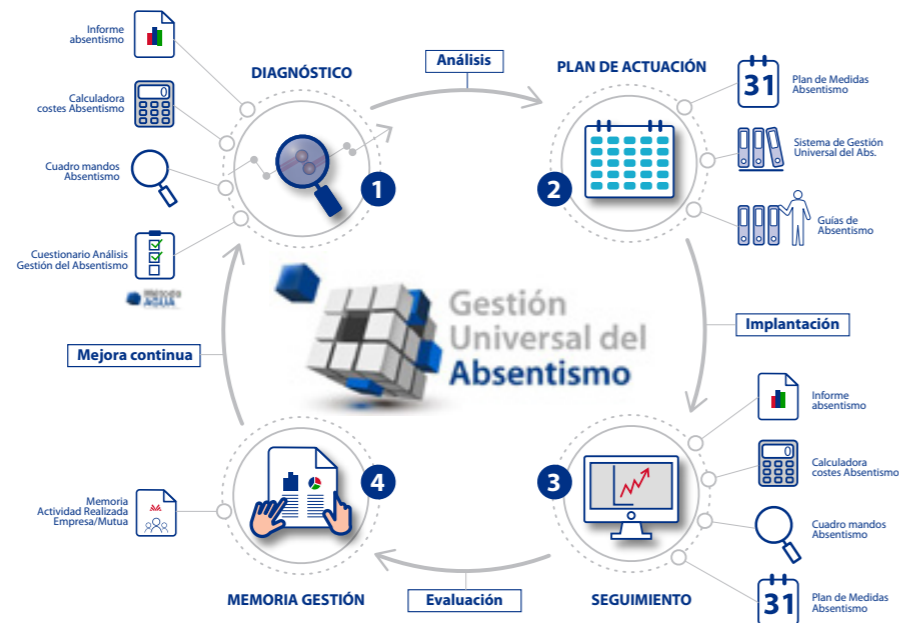 Informe
absentismo
Calculadora
costes Absentismo
Cuadro mandos
Absentismo
Cuestionario Análisis
Gestión del Absentismo
método
AGUA
DIAGNÓSTICO
1
Análisis
PLAN DE ACTUACIÓN
2
31
Plan de Medidas
Absentismo
Sistema de Gestión
Universal del Abs.
Guías de
Absentismo
Gestión
Universal del
Absentismo
Implantación
Mejora continua
Informe
absentismo
0
Calculadora
costes Absentismo
Cuadro mandos
Absentismo
31
Plan de Medidas
Absentismo
3
SEGUIMIENTO
Evaluación
4
MEMORIA GESTIÓN
Memoria
Actividad Realizada
Empresa/Mutua